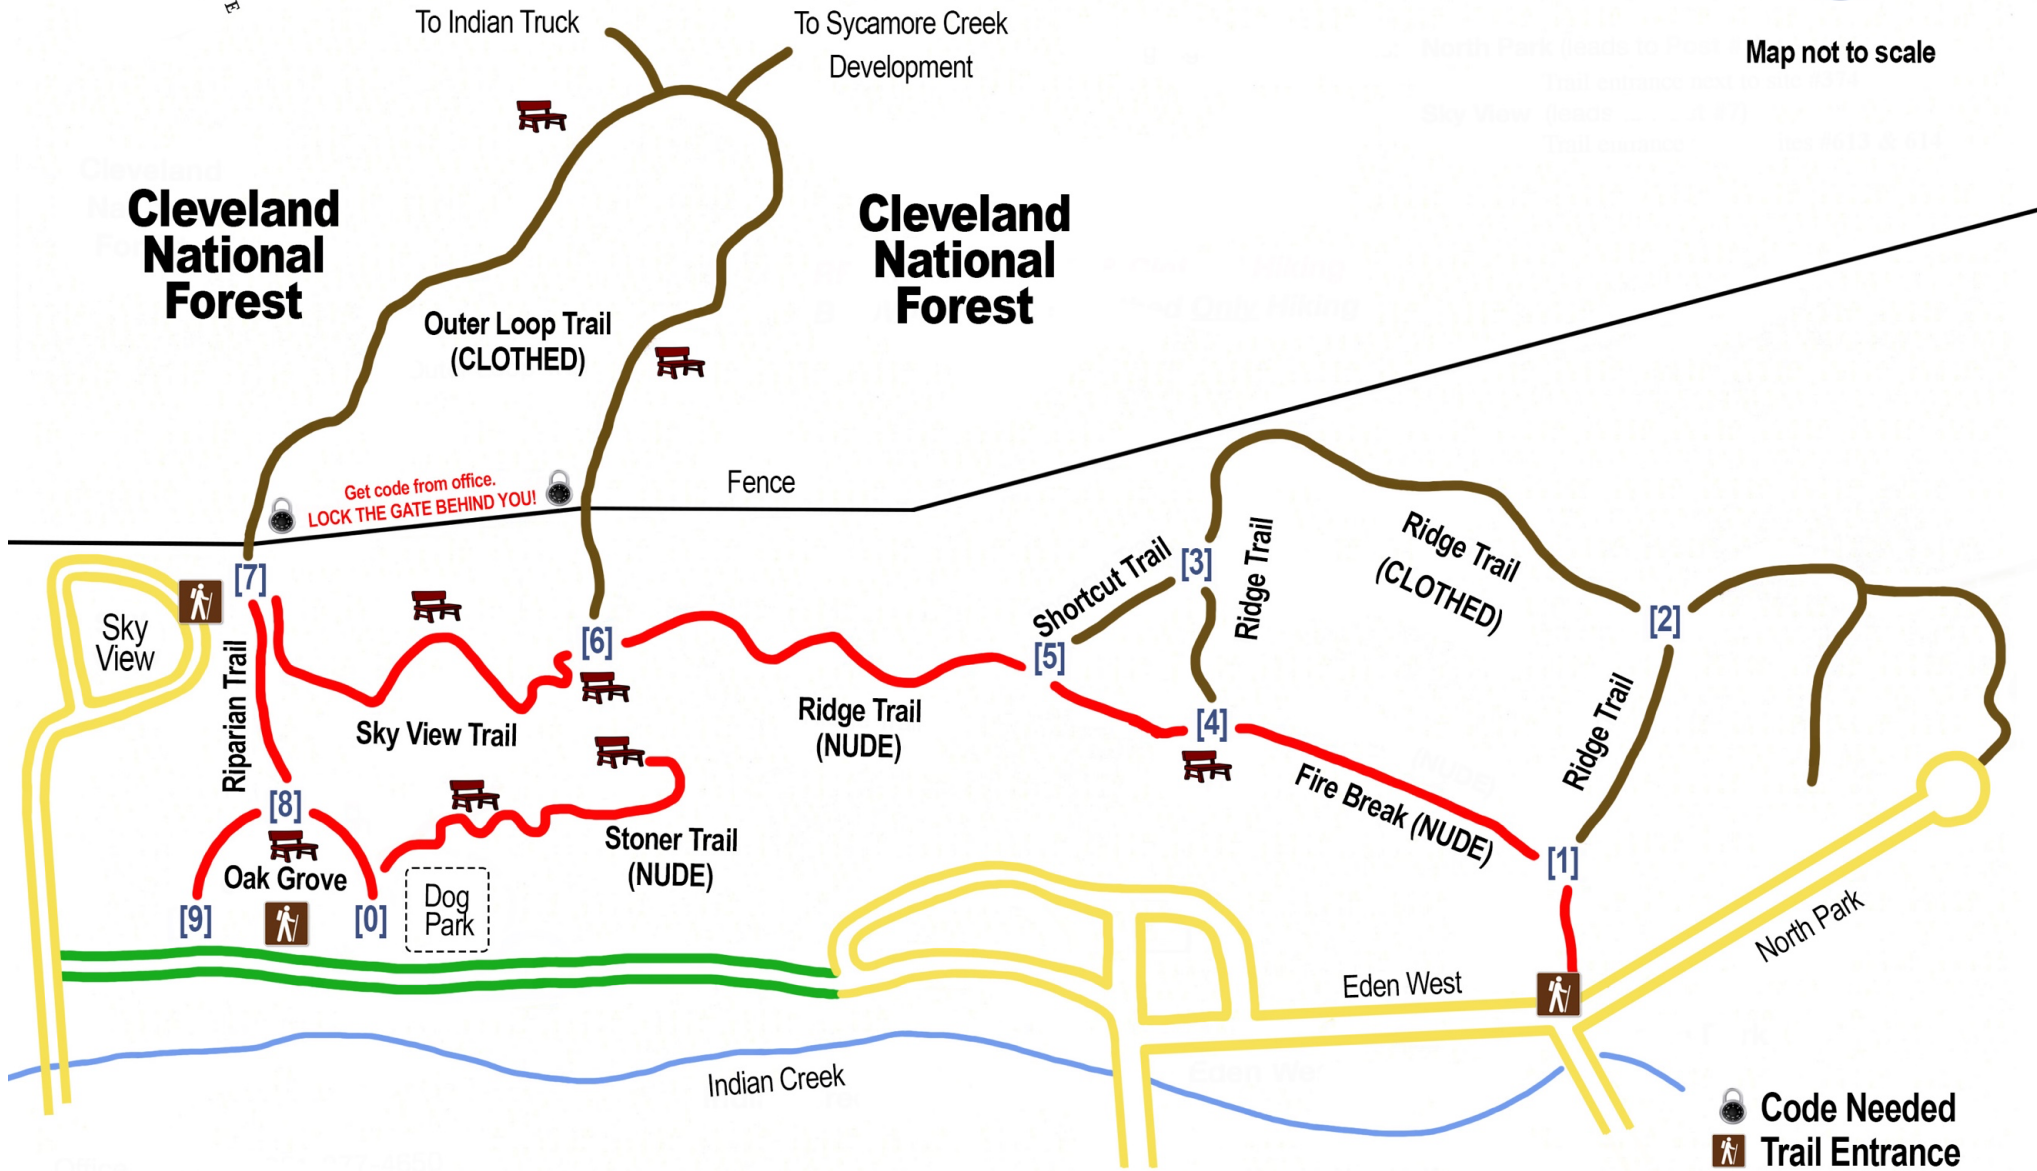 To Indian Truck
To Sycamore Creek
Development
Map not to scale
Cleveland
National
Forest
Cleveland
National
Forest
Outer Loop Trail
(CLOTHED)
Get code from office.
LOCK THE GATE BEHIND YOU!
Fence
[7]
Sky
View
Riparian Trail
Sky View Trail
[6]
Ridge Trail
(NUDE)
Shortcut Trail
[5]
[3]
Ridge Trail
[4]
Ridge Trail
(CLOTHED)
[2]
Ridge Trail
Fire Break (NUDE)
[1]
[8]
Oak Grove
[9]
[0]
Dog
Park
Stoner Trail
(NUDE)
Eden West
North Park
Indian Creek
Code Needed
Trail Entrance